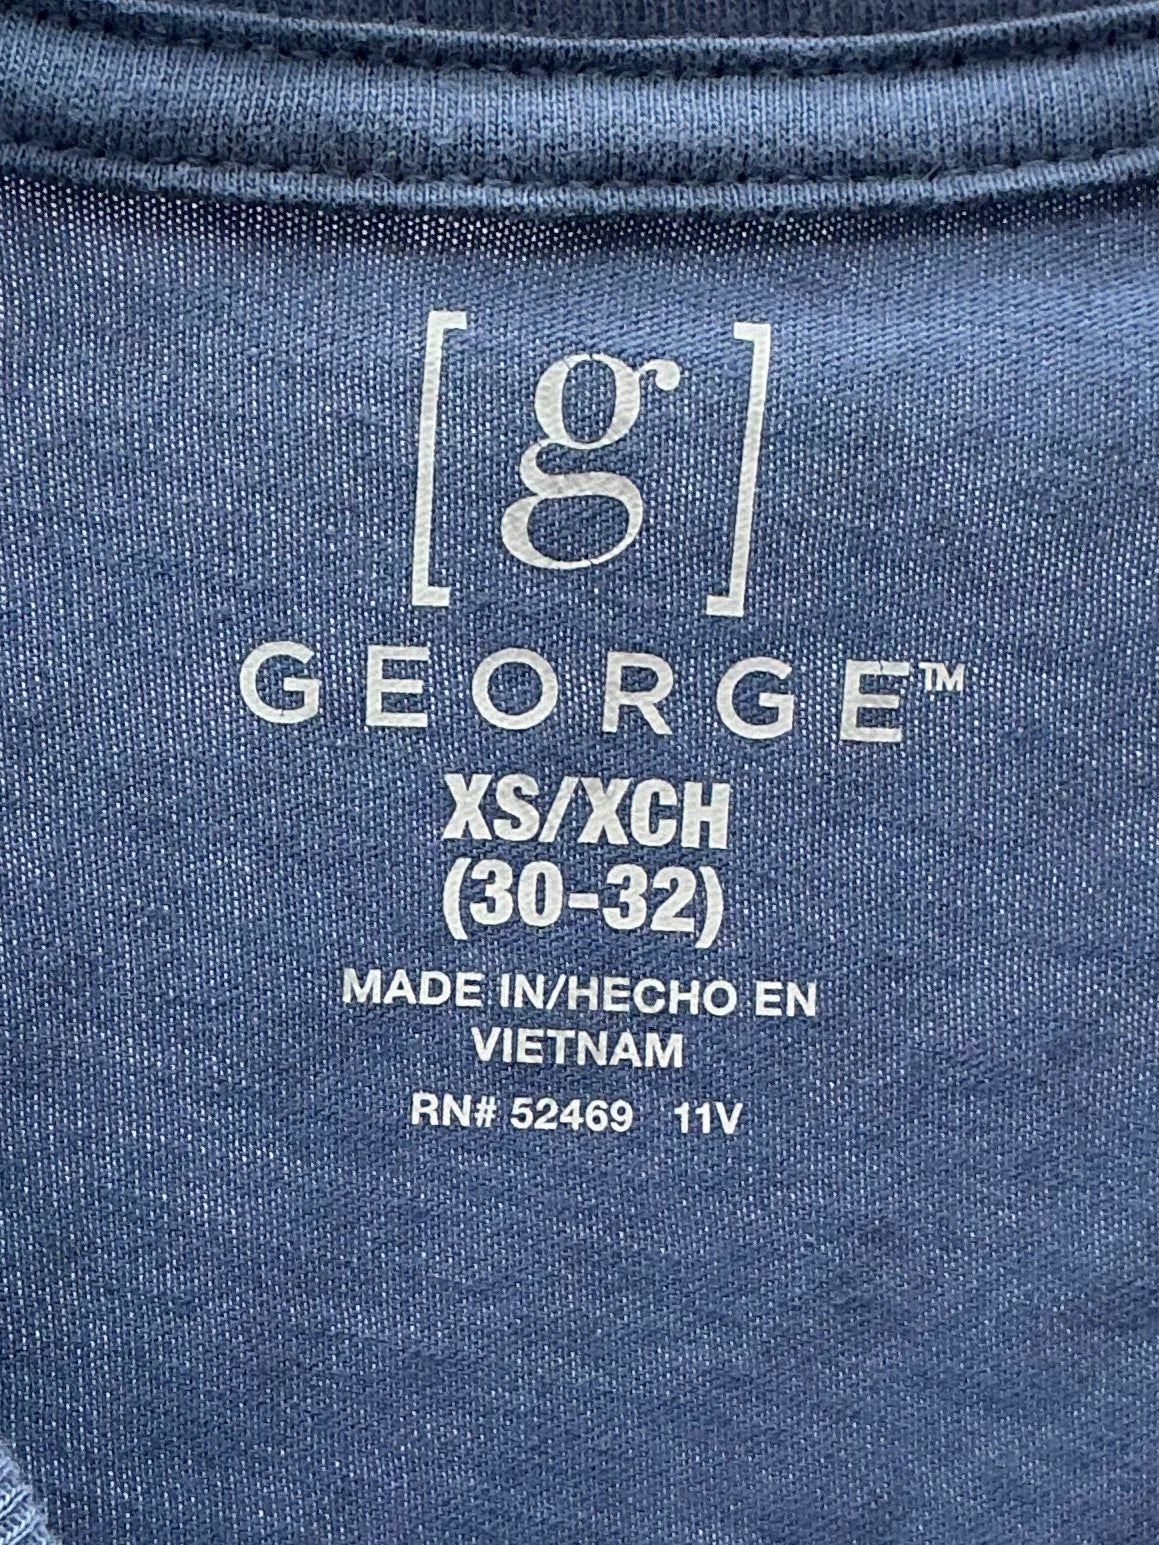 [g]
GEORGE™
XS/XCH
(30-32)
MADE IN/HECHO EN
VIETNAM
RN# 52469 11V